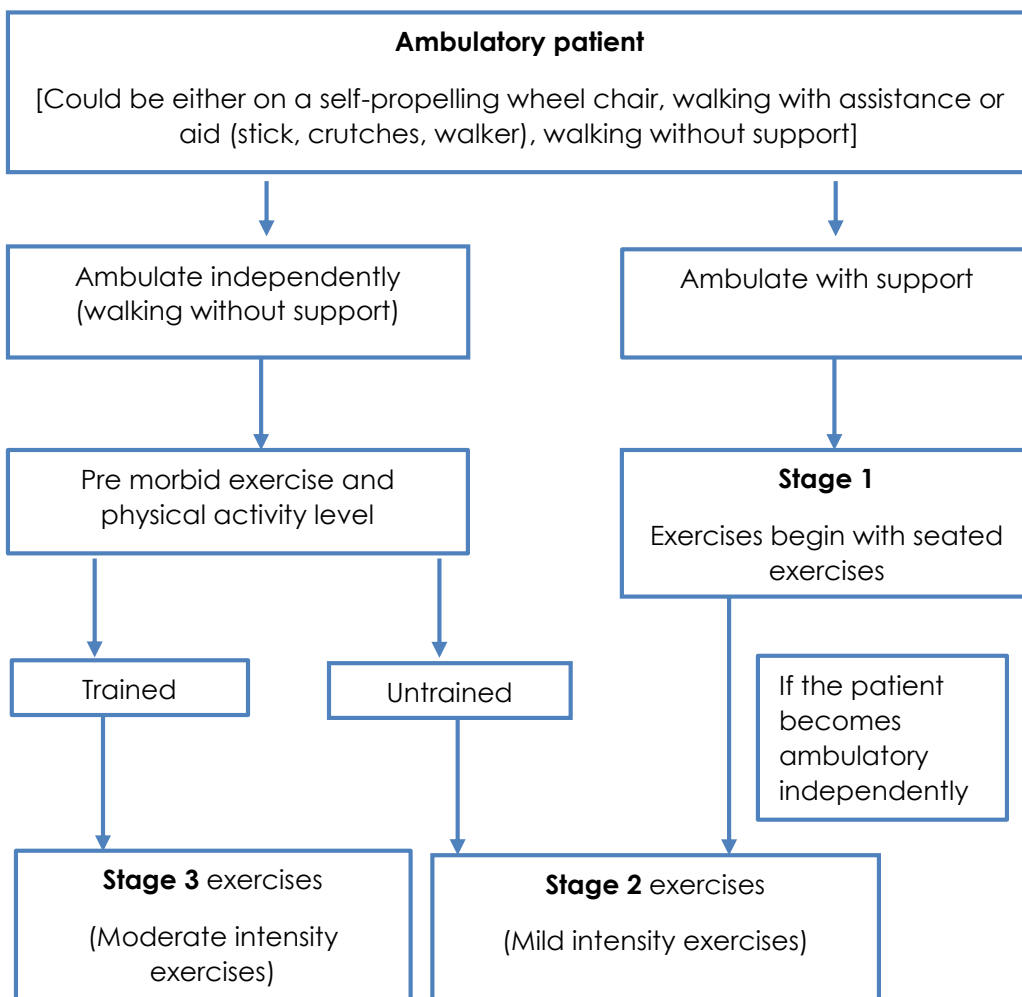 Ambulatory patient
[Could be either on a self-propelling wheel chair, walking with assistance or
aid (stick, crutches, walker), walking without support]
Ambulate independently
(walking without support)
Ambulate with support
Pre morbid exercise and
physical activity level
Stage 1
Exercises begin with seated
exercises
Trained
Untrained
If the patient
becomes
ambulatory
independently
Stage 3 exercises
(Moderate intensity
exercises)
Stage 2 exercises
(Mild intensity exercises)